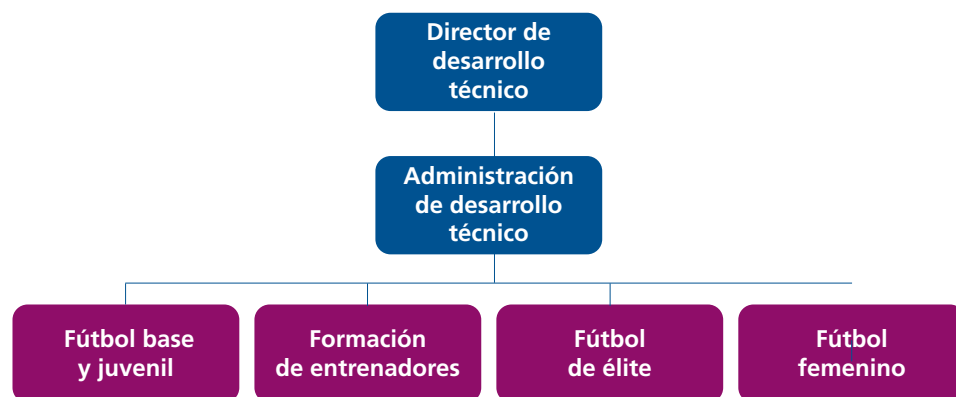 Director de
desarrollo
técnico
Administración
de desarrollo
técnico
Fútbol base
y juvenil
Formación
de entrenadores
Fútbol
de élite
Fútbol
femenino